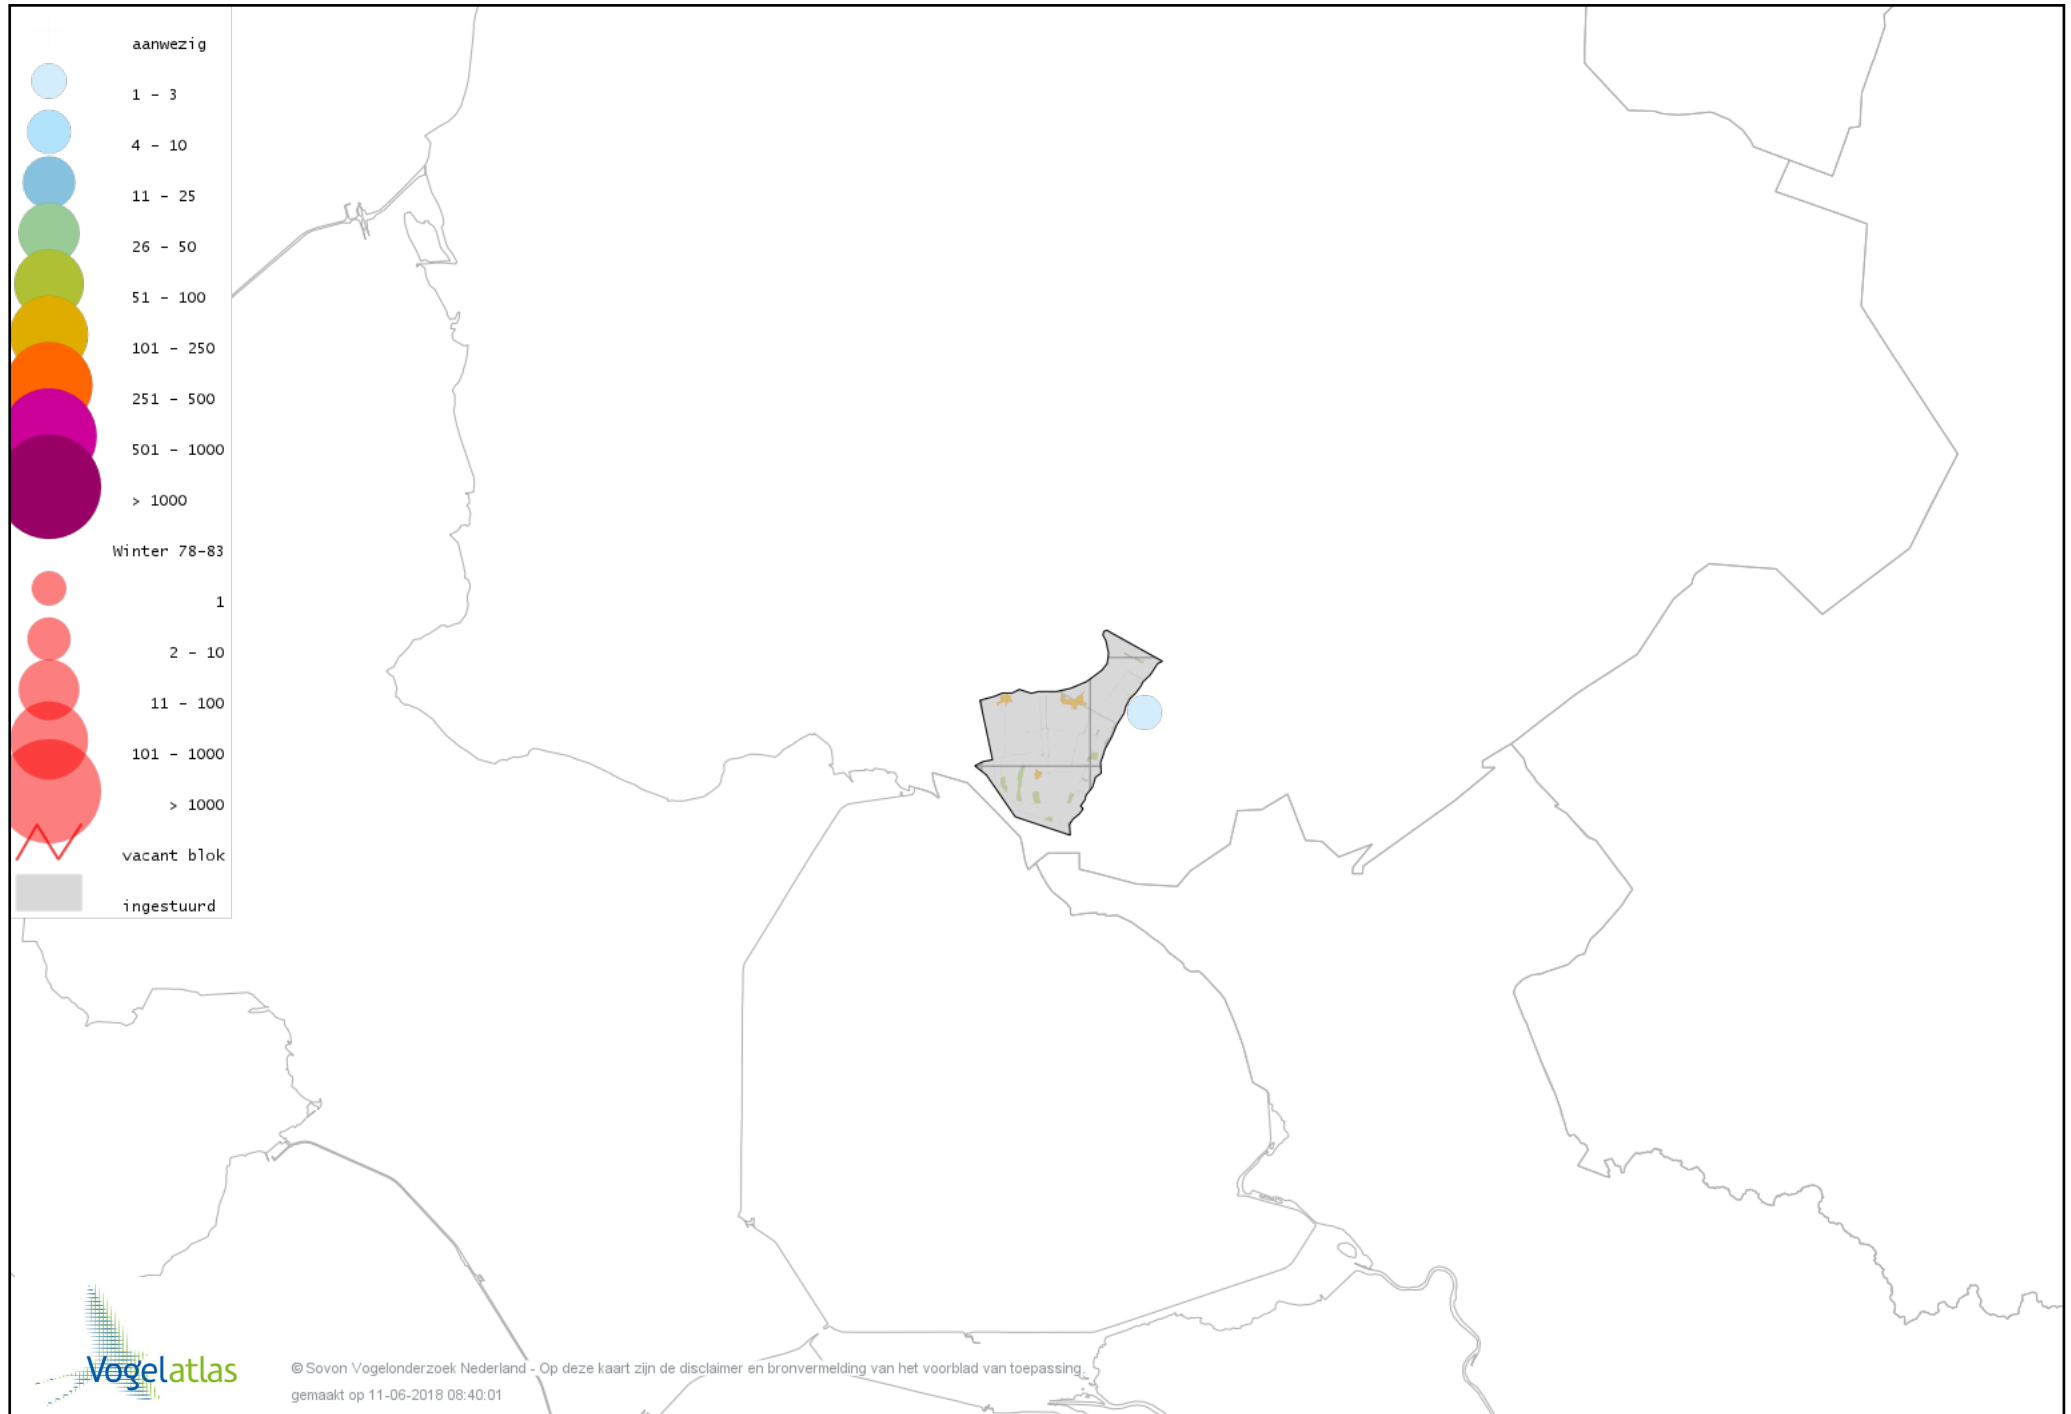 aanwezig
1 - 3
4 - 10
11 - 25
26 - 50
51 - 100
101 - 250
251 - 500
501 - 1000
> 1000
Winter 78-83
1
2 - 10
11 - 100
101 - 1000
> 1000
vacant blok
ingestuurd
Vogelatlas
© Sovon Vogelonderzoek Nederland - Op deze kaart zijn de disclaimer en bronvermelding van het voorblad van toepassing.
gemaakt op 11-06-2018 08:40:01